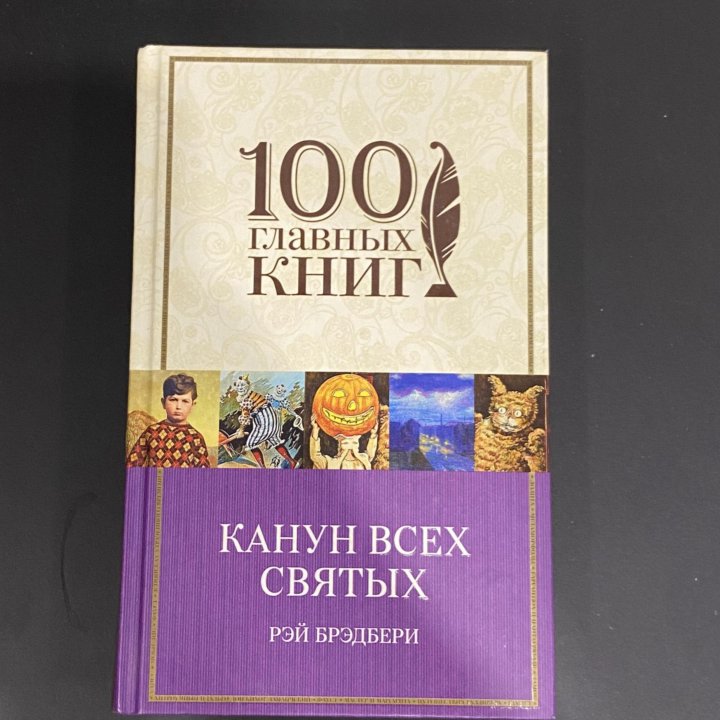 100
ГЛАВНЫХ
КНИГ
КАНУН ВСЕХ
СВЯТЫХ
РЭЙ БРЭДБЕРИ